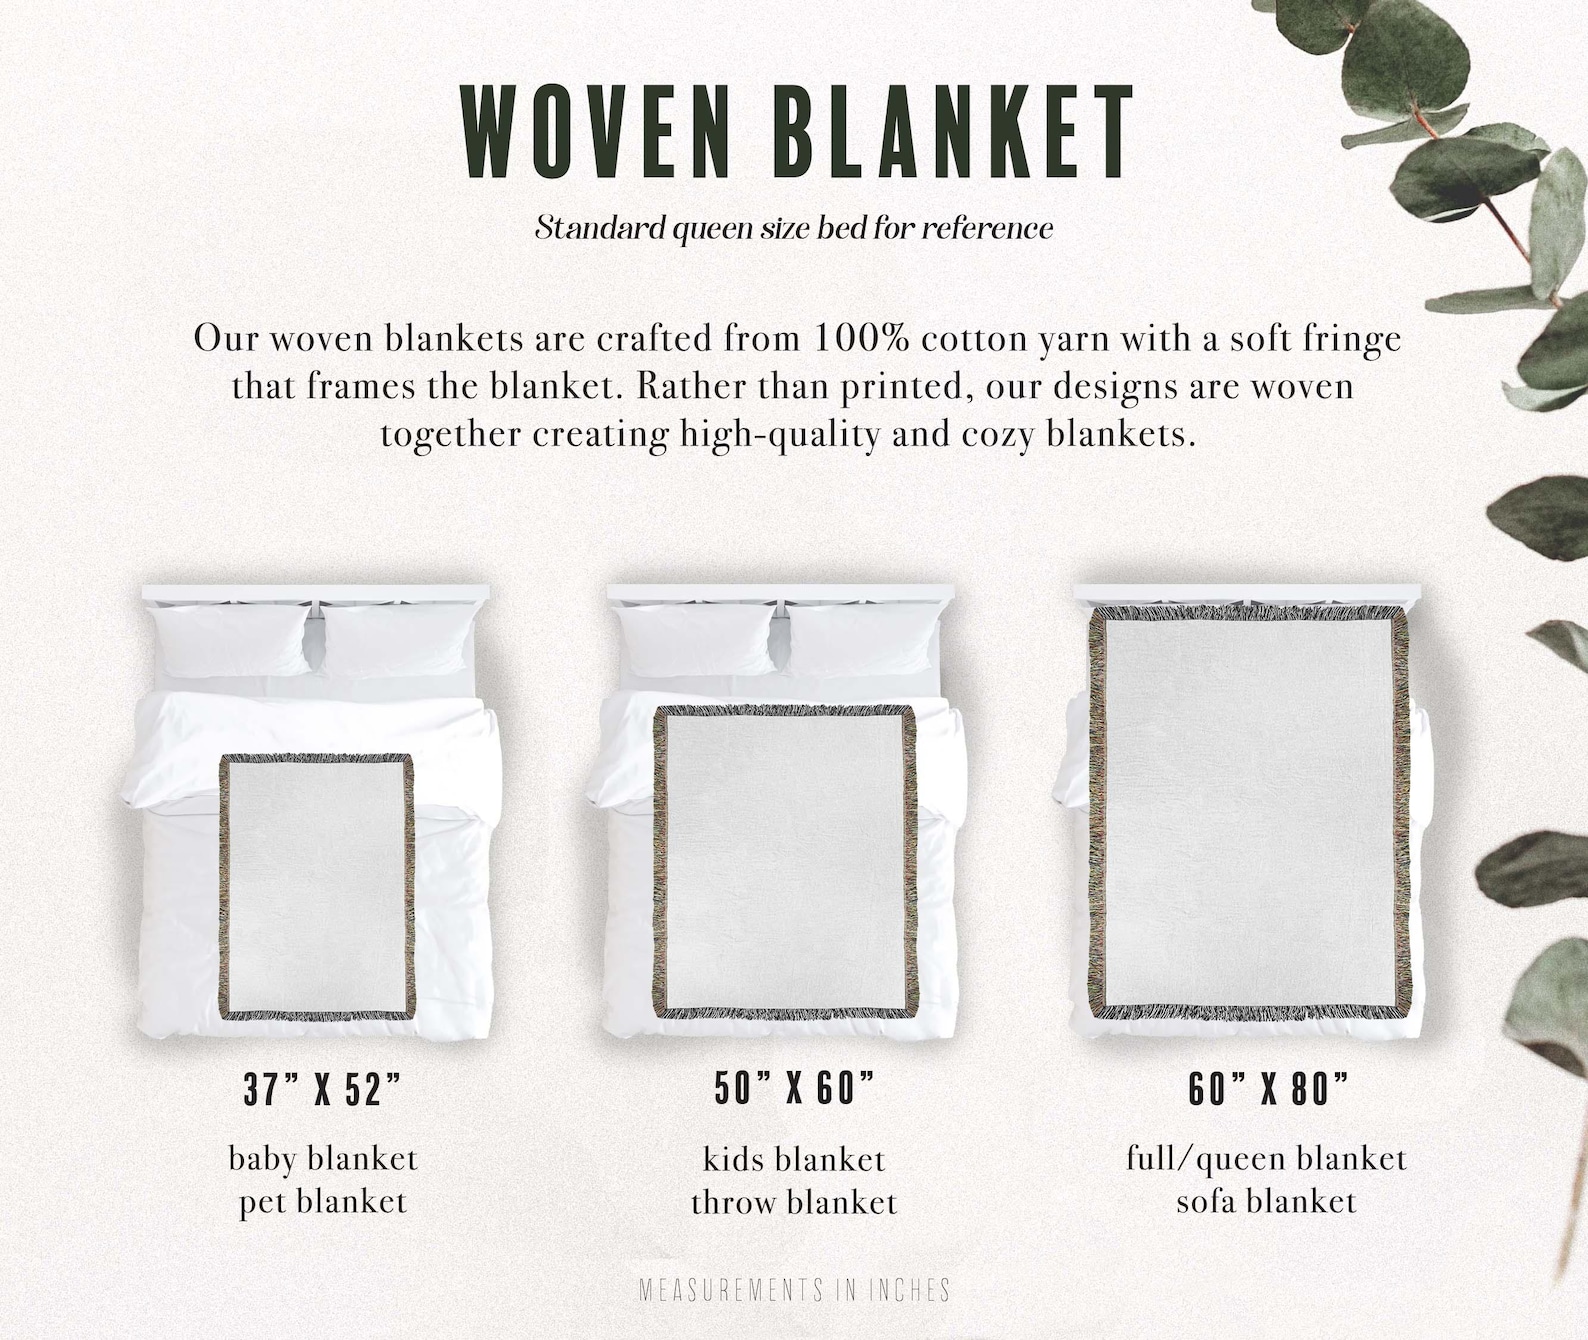 WOVEN BLANKET
Standard queen size bed for reference
Our woven blankets are crafted from 100% cotton yarn with a soft fringe
that frames the blanket. Rather than printed, our designs are woven
together creating high-quality and cozy blankets.
37” X 52”
baby blanket
pet blanket
50” X 60”
kids blanket
throw blanket
60” X 80”
full/queen blanket
sofa blanket
MEASUREMENTS IN INCHES